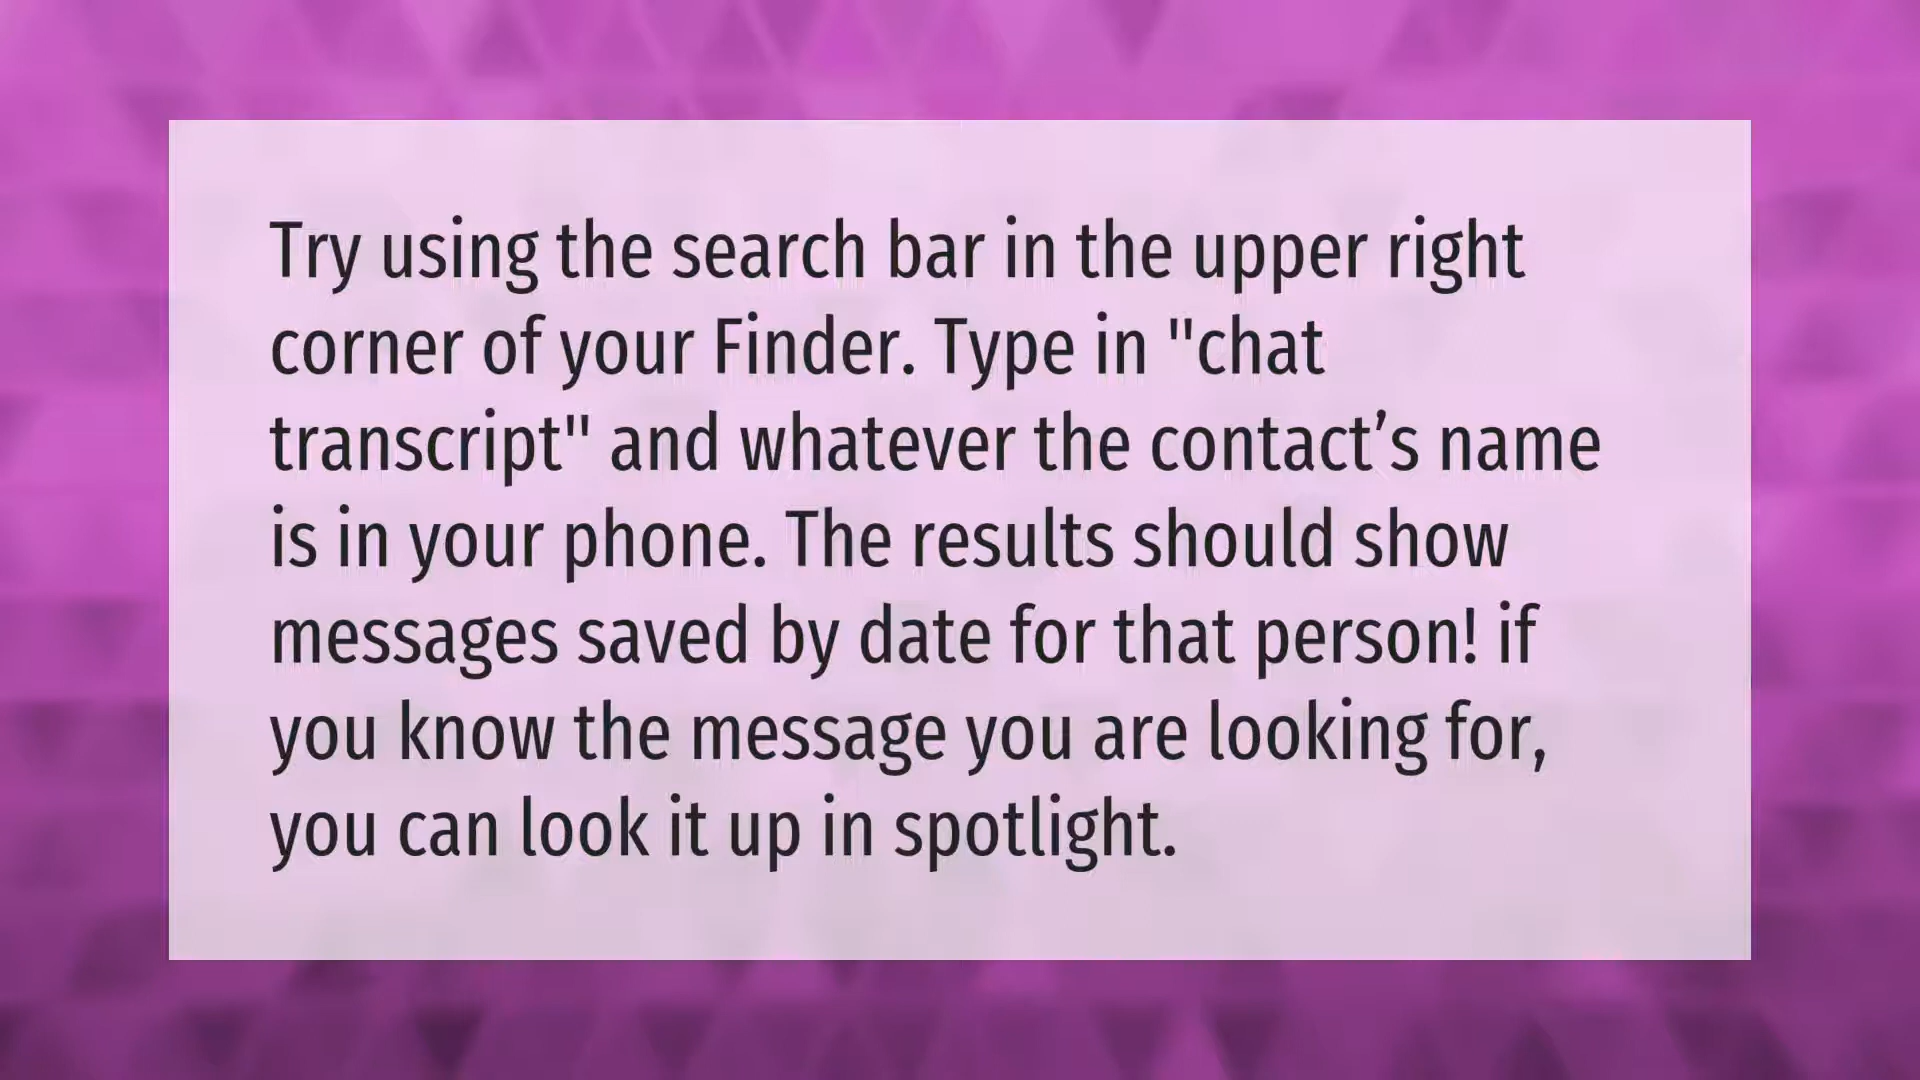 Try using the search bar in the upper right
corner of your Finder. Type in "chat
transcript" and whatever the contact’s name
is in your phone. The results should show
messages saved by date for that person! if
you know the message you are looking for,
you can look it up in spotlight.